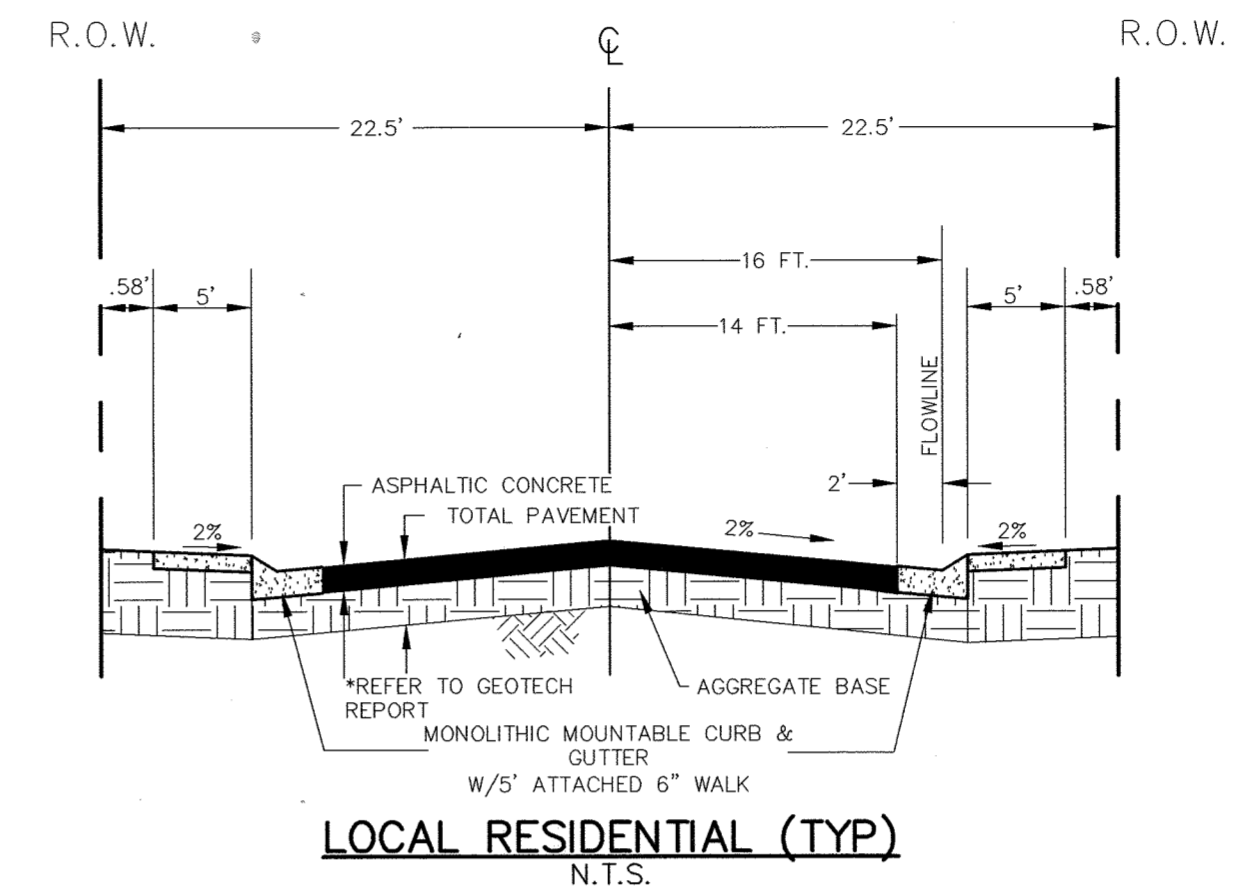 R.O.W.
℄
R.O.W.
22.5'
22.5'
16 FT.
.58'
5'
5'
.58'
14 FT.
FLOWLINE
2'
ASPHALTIC CONCRETE
TOTAL PAVEMENT
2%
2%
2%
*REFER TO GEOTECH
REPORT
AGGREGATE BASE
MONOLITHIC MOUNTABLE CURB &
GUTTER
W/5' ATTACHED 6" WALK
LOCAL RESIDENTIAL (TYP)
N.T.S.